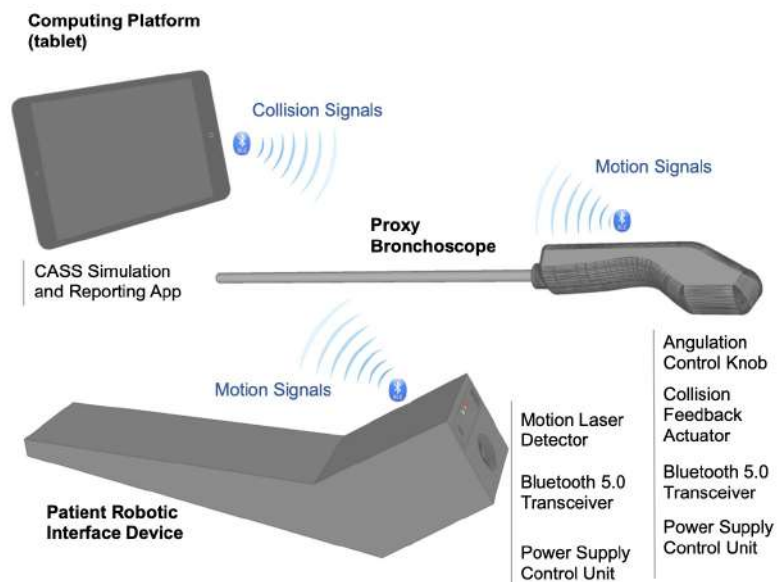 Computing Platform
(tablet)
Collision Signals
Motion Signals
Proxy
Bronchoscope
CASS Simulation
and Reporting App
Motion Signals
Angulation
Control Knob
Collision
Feedback
Actuator
Bluetooth 5.0
Transceiver
Power Supply
Control Unit
Motion Laser
Detector
Bluetooth 5.0
Transceiver
Power Supply
Control Unit
Patient Robotic
Interface Device